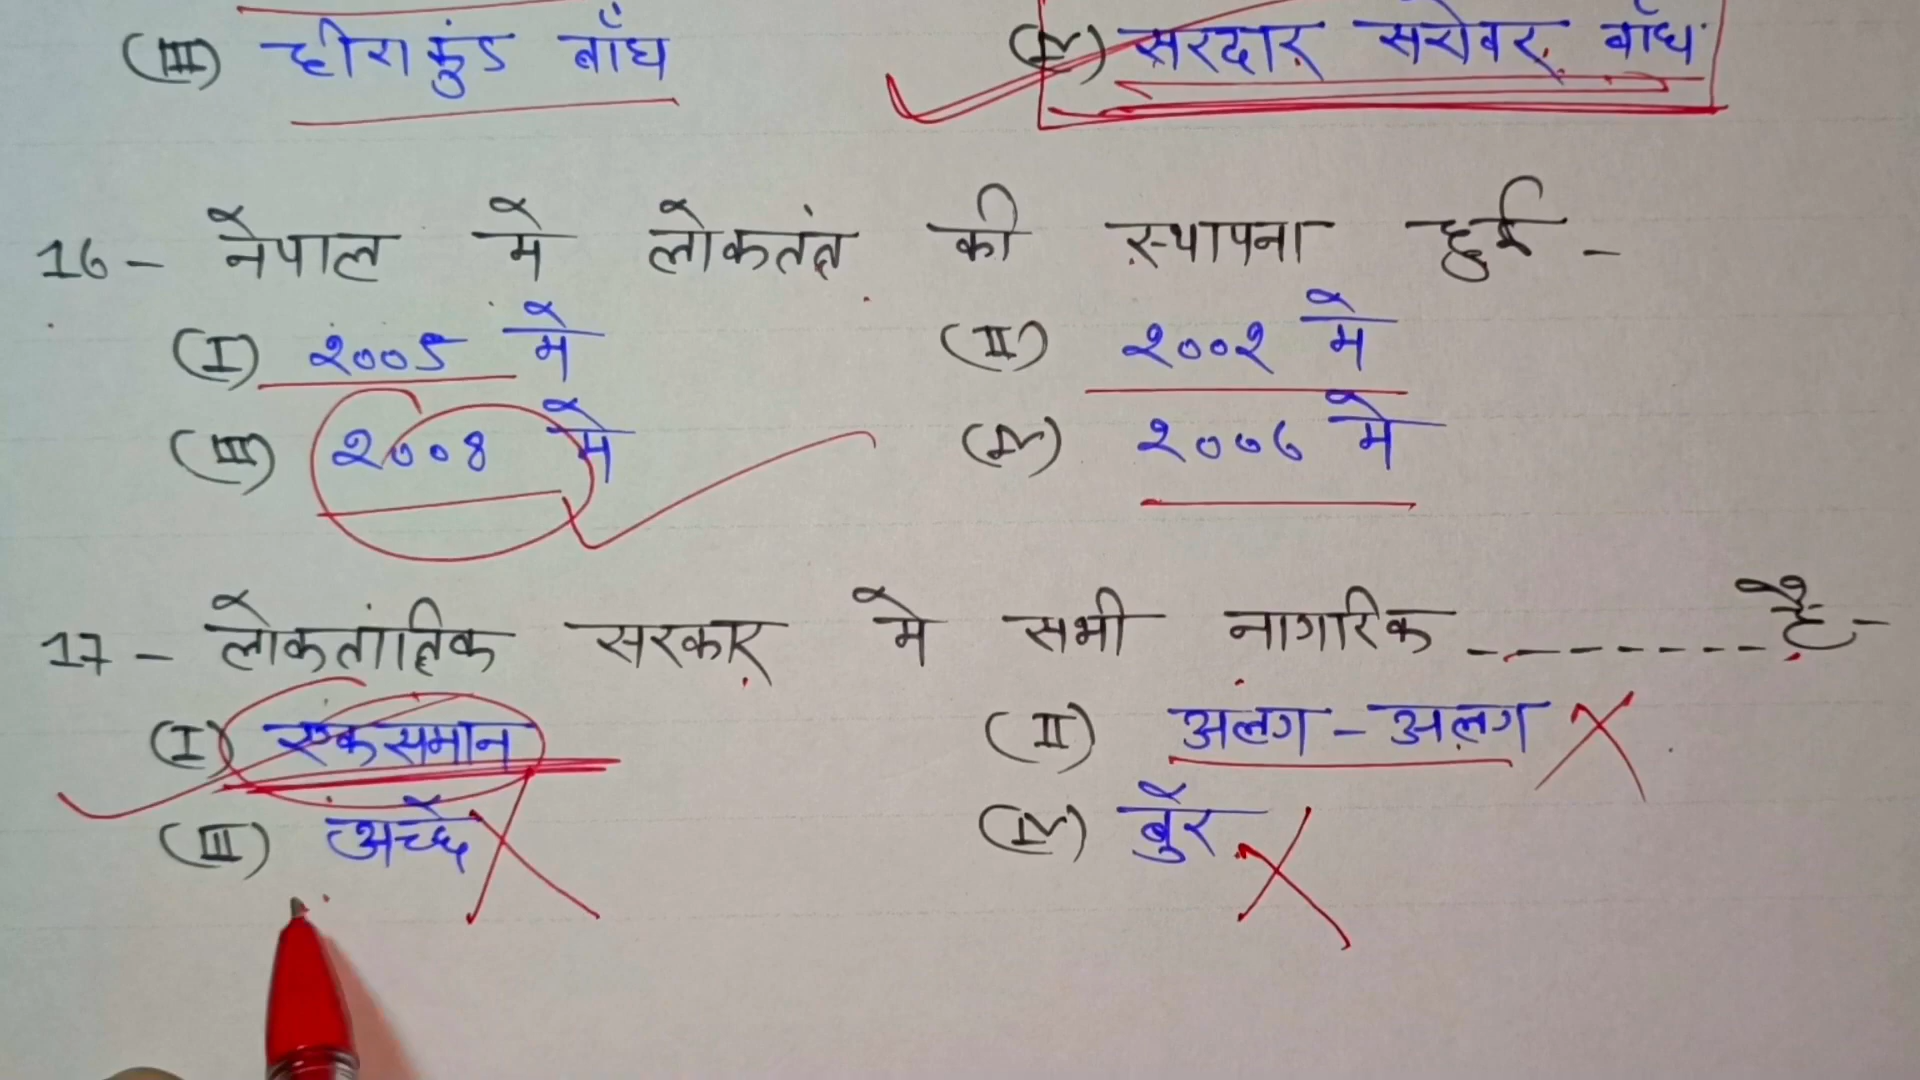 (III) हीराकुंड बाँध (IV) सरदार सरोवर बाँध
16- नेपाल मे लोकतंत्र की स्थापना हुई -
(I) 2005 मे (II) 2002 मे
(III) 2008 मे (IV) 2006 मे
17- लोकतांत्रिक सरकार मे सभी नागरिक ------- है-
(I) एकसमान (II) अलग - अलग
(III) अच्छे (IV) बुरे